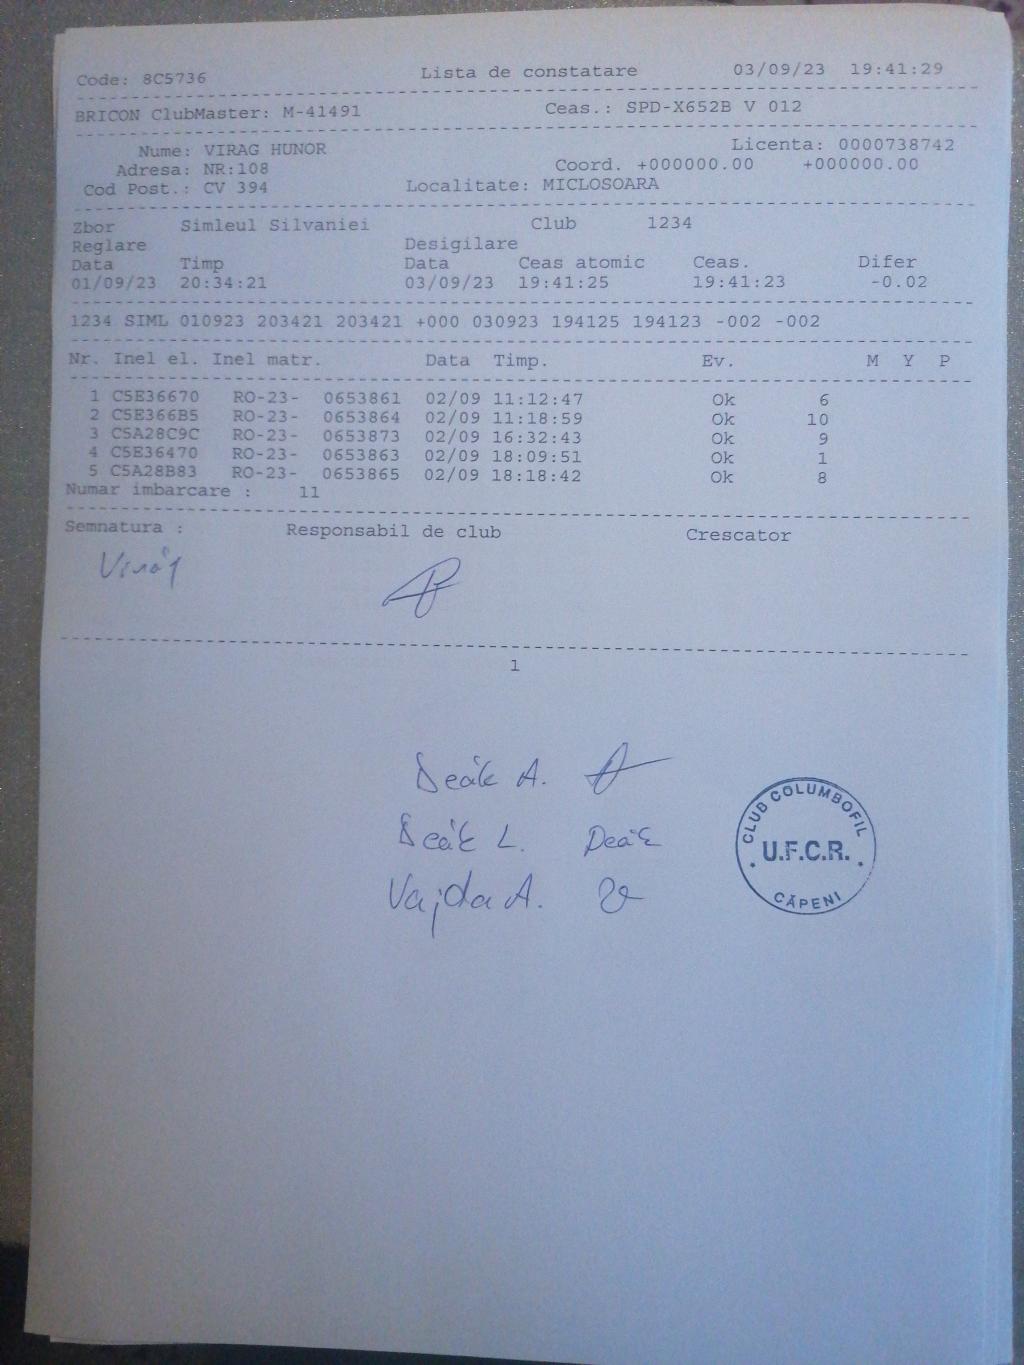 Code: 8C5736 Lista de constatare 03/09/23 19:41:29
BRICON ClubMaster: M-41491 Ceas.: SPD-X652B V 012
Nume: VIRAG HUNOR Licenta: 0000738742
Adresa: NR:108 Coord. +000000.00 +000000.00
Cod Post.: CV 394 Localitate: MICLOSOARA
Zbor Simleul Silvaniei Club 1234
Reglare Desigilare
Data Timp Data Ceas atomic Ceas. Difer
01/09/23 20:34:21 03/09/23 19:41:25 19:41:23 -0.02
1234 SIML 010923 203421 203421 +000 030923 194125 194123 -002 -002
Nr. Inel el. Inel matr. Data Timp. Ev. M Y P
1 C5E36670 RO-23- 0653861 02/09 11:12:47 Ok 6
2 C5E366B5 RO-23- 0653864 02/09 11:18:59 Ok 10
3 C5A28C9C RO-23- 0653873 02/09 16:32:43 Ok 9
4 C5E36470 RO-23- 0653863 02/09 18:09:51 Ok 1
5 C5A28B83 RO-23- 0653865 02/09 18:18:42 Ok 8
Numar imbarcare : 11
Semnatura : Responsabil de club Crescator
Virág
1
Deák A.
Deák L. Deák
Vajda A.
CLUB COLUMBOFIL
U.F.C.R.
CĂPENI